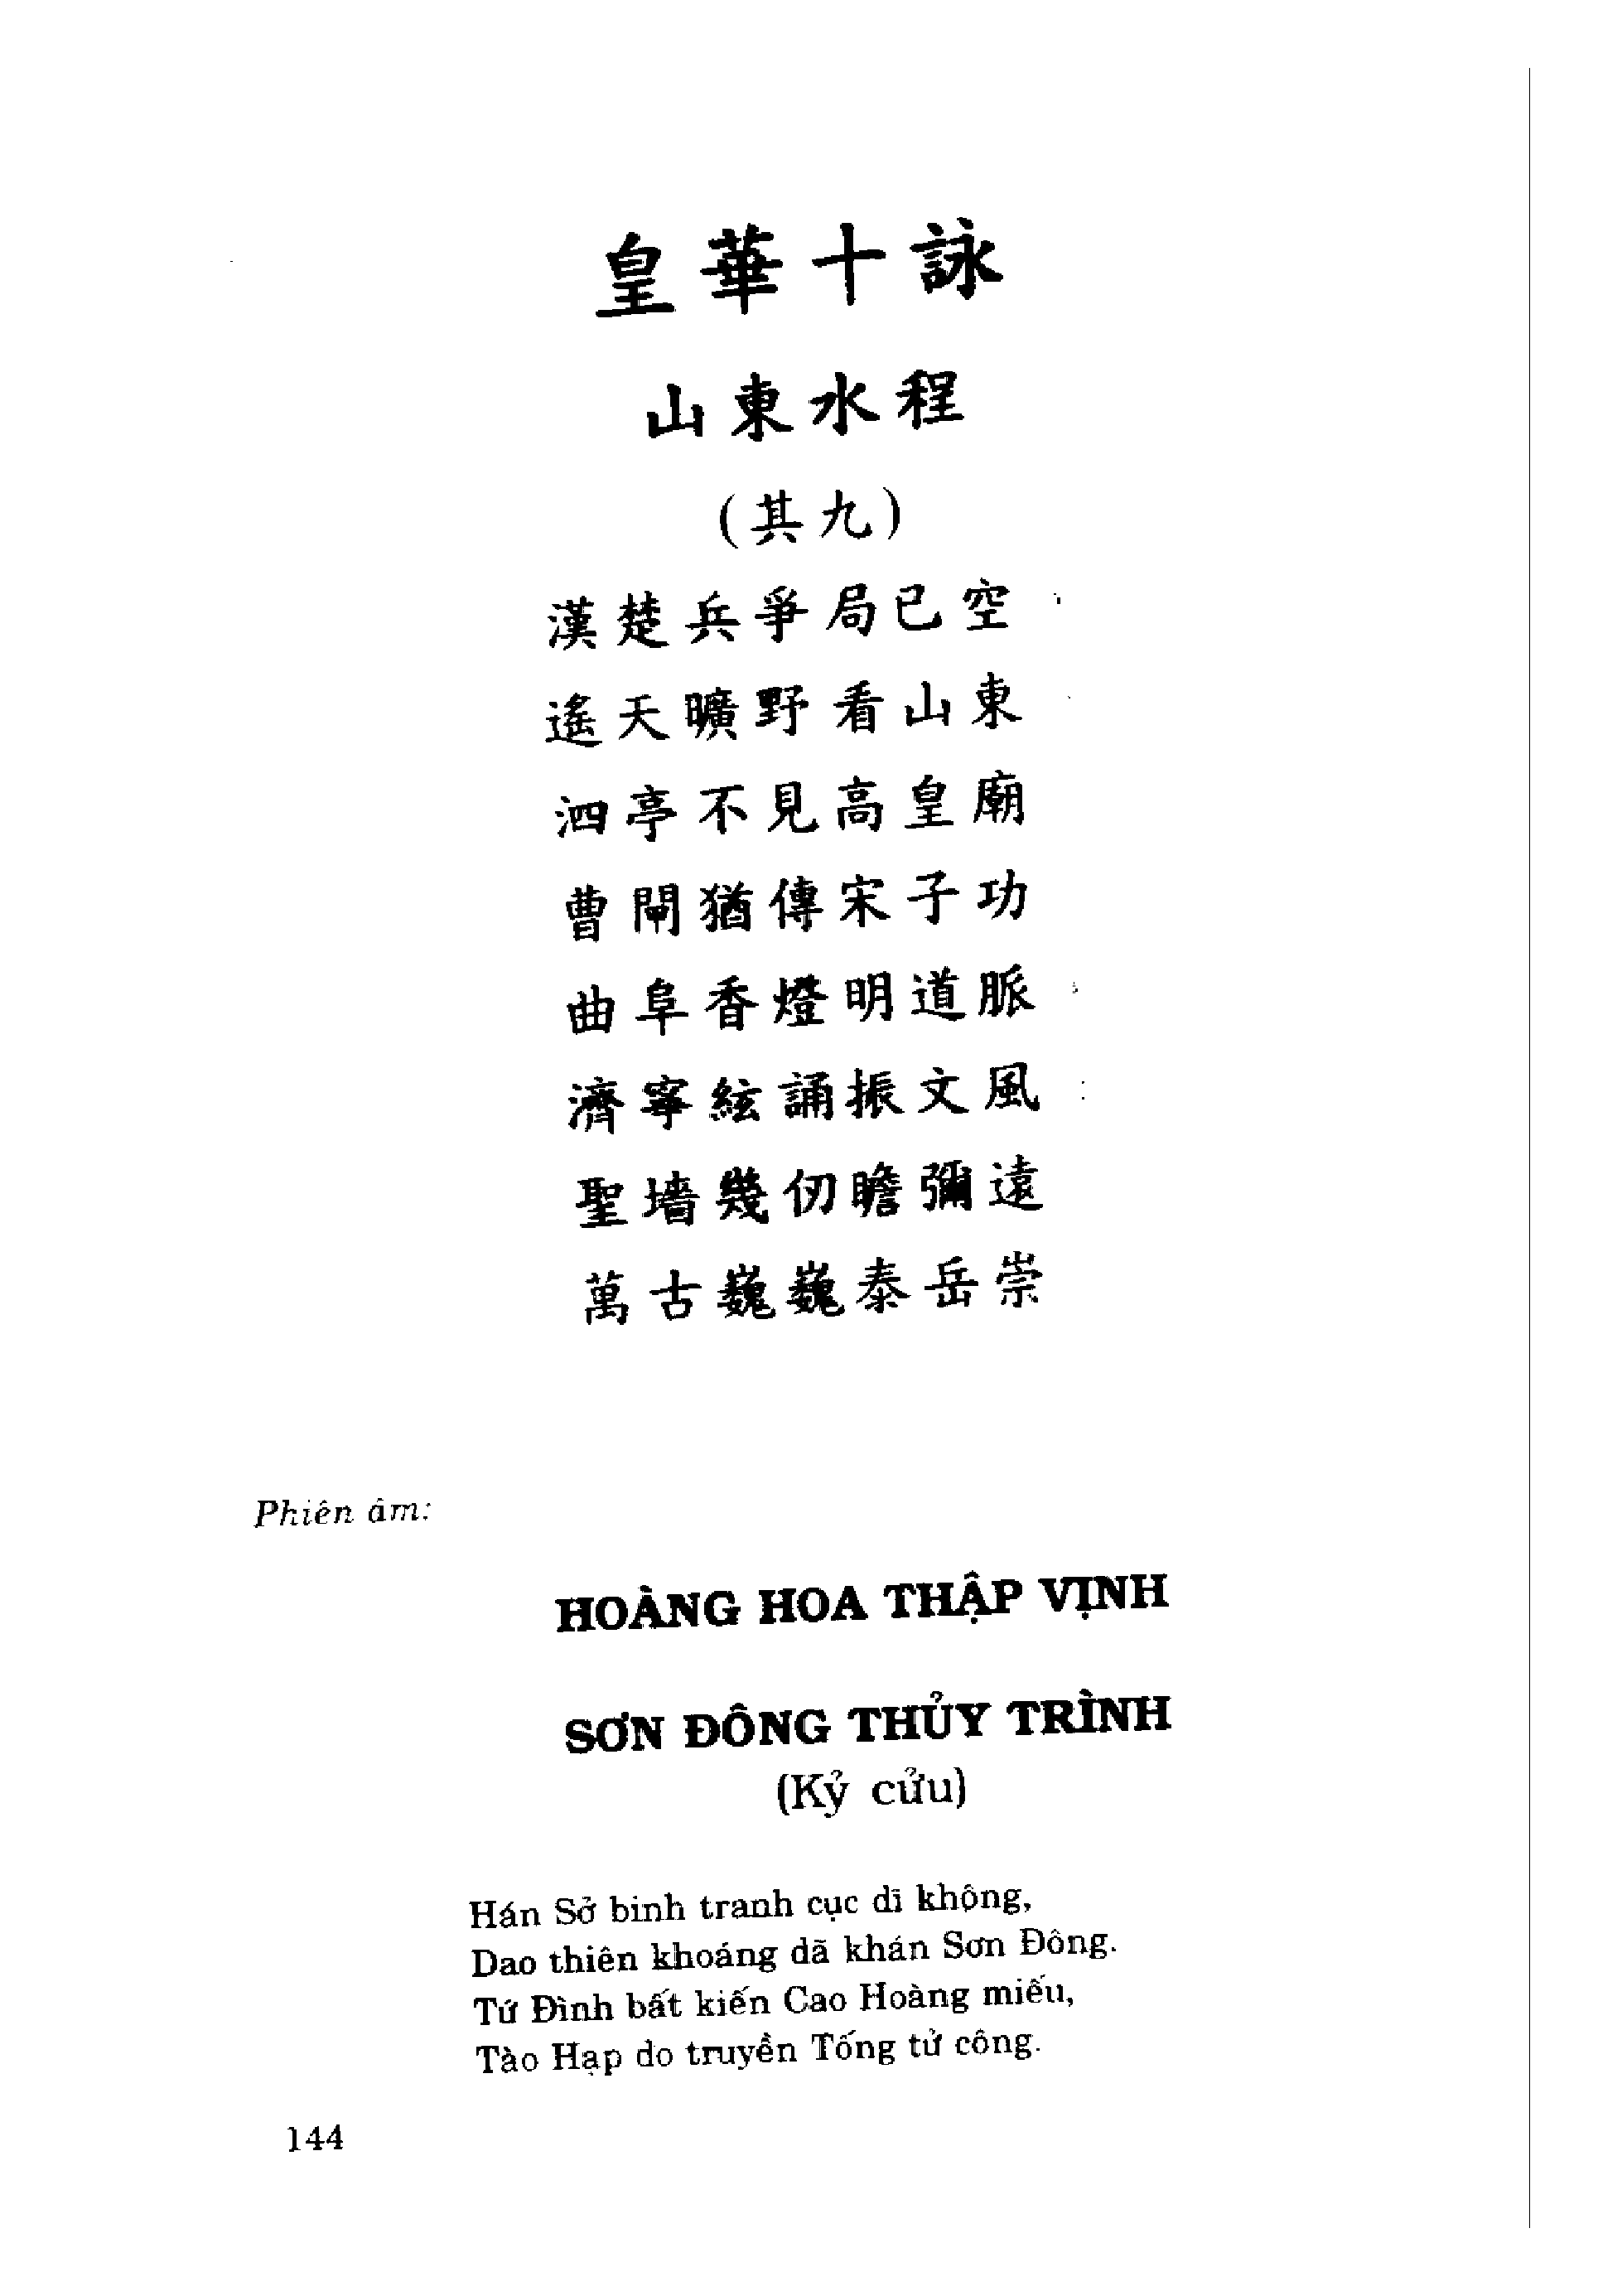 皇華十詠
山東水程
(其九)
漢楚兵爭局已空
遙天曠野看山東
泗亭不見高皇廟
曹閘猶傳宋子功
曲阜香燈明道脈
濟寧絃誦振文風
聖墻幾仞瞻彌遠
萬古巍巍泰岳崇
Phiên âm:
HOÀNG HOA THẬP VỊNH
SƠN ĐÔNG THỦY TRÌNH
(Kỷ cửu)
Hán Sở binh tranh cục dĩ không,
Dao thiên khoáng dã khán Sơn Đông.
Tứ Đình bất kiến Cao Hoàng miếu,
Tào Hạp do truyền Tống tử công.
144